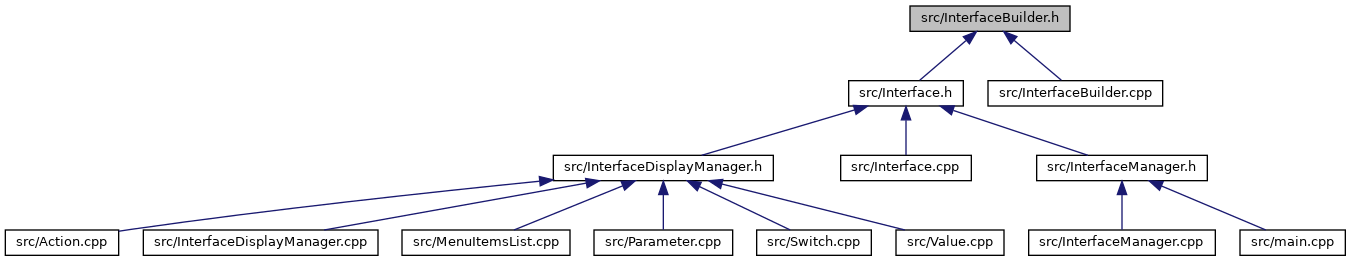 src/InterfaceBuilder.h
src/Interface.h
src/InterfaceBuilder.cpp
src/InterfaceDisplayManager.h
src/Interface.cpp
src/InterfaceManager.h
src/Action.cpp
src/InterfaceDisplayManager.cpp
src/MenuItemsList.cpp
src/Parameter.cpp
src/Switch.cpp
src/Value.cpp
src/InterfaceManager.cpp
src/main.cpp